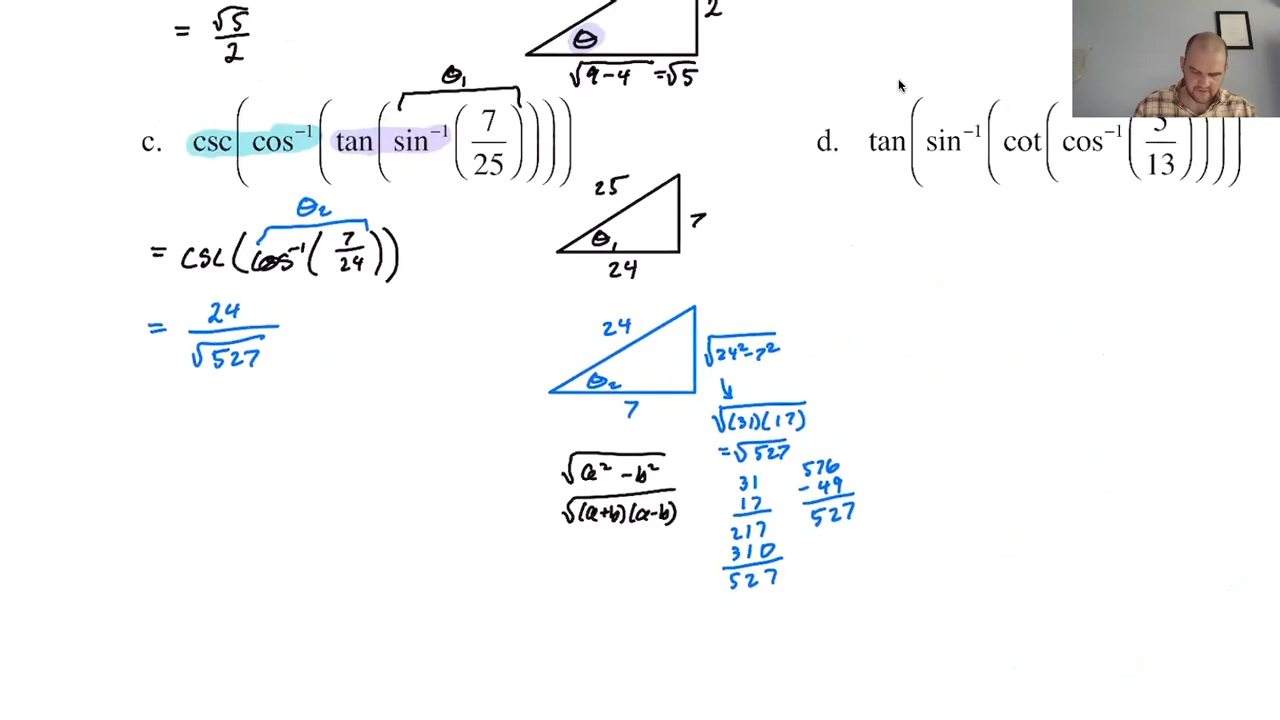 = √5/2
θ
2
√9-4 = √5
θ₁
c. csc(cos⁻¹(tan(sin⁻¹(7/25))))
25
7
θ₁
24
θ₂
= csc(cos⁻¹(7/24))
= 24/√527
24
√24²-7²
θ₂
7
√(31)(17)
= √527
31
17
217
310
527
576
- 49
527
√a² - b²
√(a+b)(a-b)
d. tan(sin⁻¹(cot(cos⁻¹(5/13))))